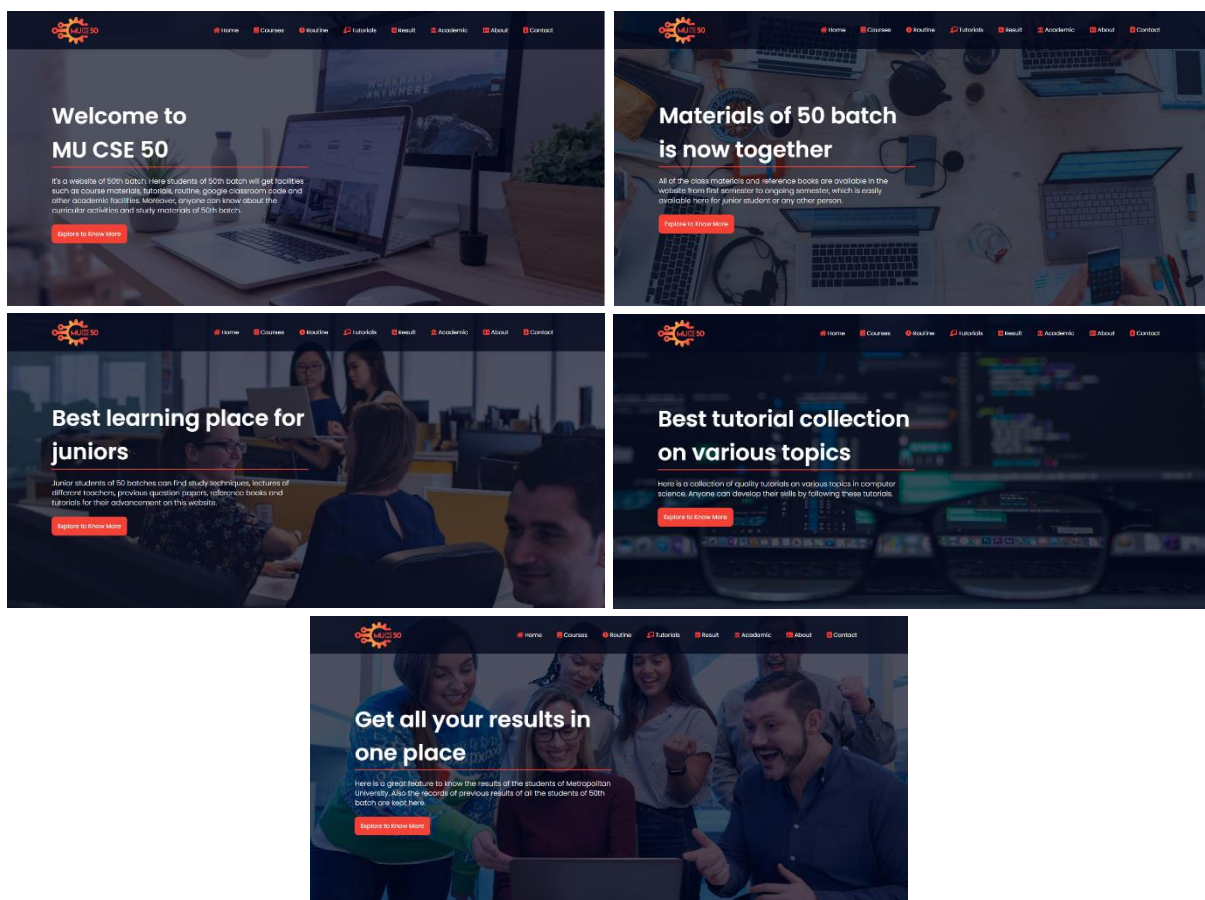 MU CSE 50
Home Courses Routine Tutorials Result Academic About Contact
WORK HARD
ANYWHERE
Welcome to
MU CSE 50
It's a website of 50th batch. Here students of 50th batch will get facilities
such as course materials, tutorials, routine, google classroom code and
other academic facilities. Moreover, anyone can know about the
curricular activities and study materials of 50th batch.
Explore to Know More
MU CSE 50
Home Courses Routine Tutorials Result Academic About Contact
Materials of 50 batch
is now together
All of the class materials and reference books are available in the
website from first semester to ongoing semester, which is easily
available here for junior student or any other person.
Explore to Know More
MU CSE 50
Home Courses Routine Tutorials Result Academic About Contact
Best learning place for
juniors
Junior students of 50 batches can find study techniques, lectures of
different teachers, previous question papers, reference books and
tutorials for their advancement on this website.
Explore to Know More
MU CSE 50
Home Courses Routine Tutorials Result Academic About Contact
Best tutorial collection
on various topics
Here is a collection of quality tutorials on various topics in computer
science. Anyone can develop their skills by following these tutorials.
Explore to Know More
MU CSE 50
Home Courses Routine Tutorials Result Academic About Contact
Get all your results in
one place
Here is a great feature to know the results of the students of Metropolitan
University. Also the records of previous results of all the students of 50th
batch are kept here.
Explore to Know More